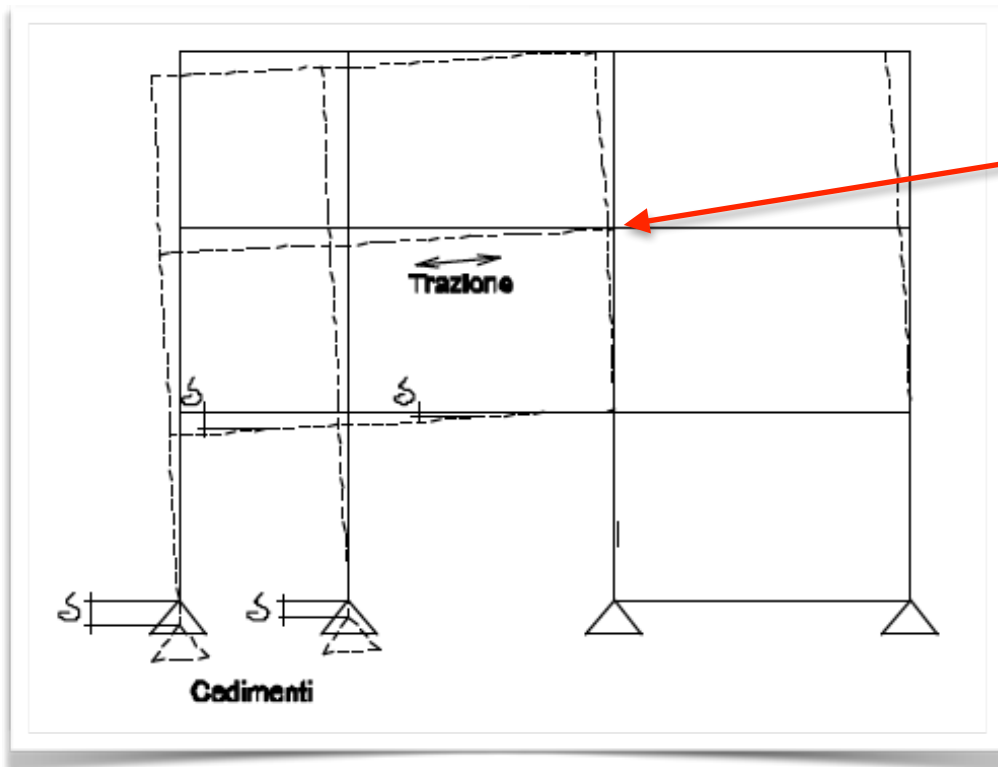 Trazione
δ δ
δ δ
Cedimenti